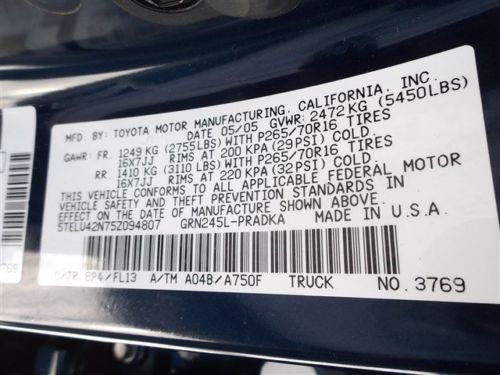 MFD. BY: TOYOTA MOTOR MANUFACTURING, CALIFORNIA, INC.
DATE 05/05 GVWR: 2472 KG (5450LBS)
GAWR: FR. 1249 KG (2755LBS) WITH P265/70R16 TIRES
16X7JJ RIMS AT 200 KPA (29PSI) COLD.
RR. 1410 KG (3110 LBS) WITH P265/70R16 TIRES
16X7JJ RIMS AT 220 KPA (32 PSI) COLD.
THIS VEHICLE CONFORMS TO ALL APPLICABLE FEDERAL MOTOR
VEHICLE SAFETY AND THEFT PREVENTION STANDARDS IN
EFFECT ON THE DATE OF MANUFACTURE SHOWN ABOVE.
5TELU42N75Z094807 GRN245L-PRADKA MADE IN U.S.A.
C/TR 8P4/FL13 A/TM A04B/A750F TRUCK NO. 3769
3769